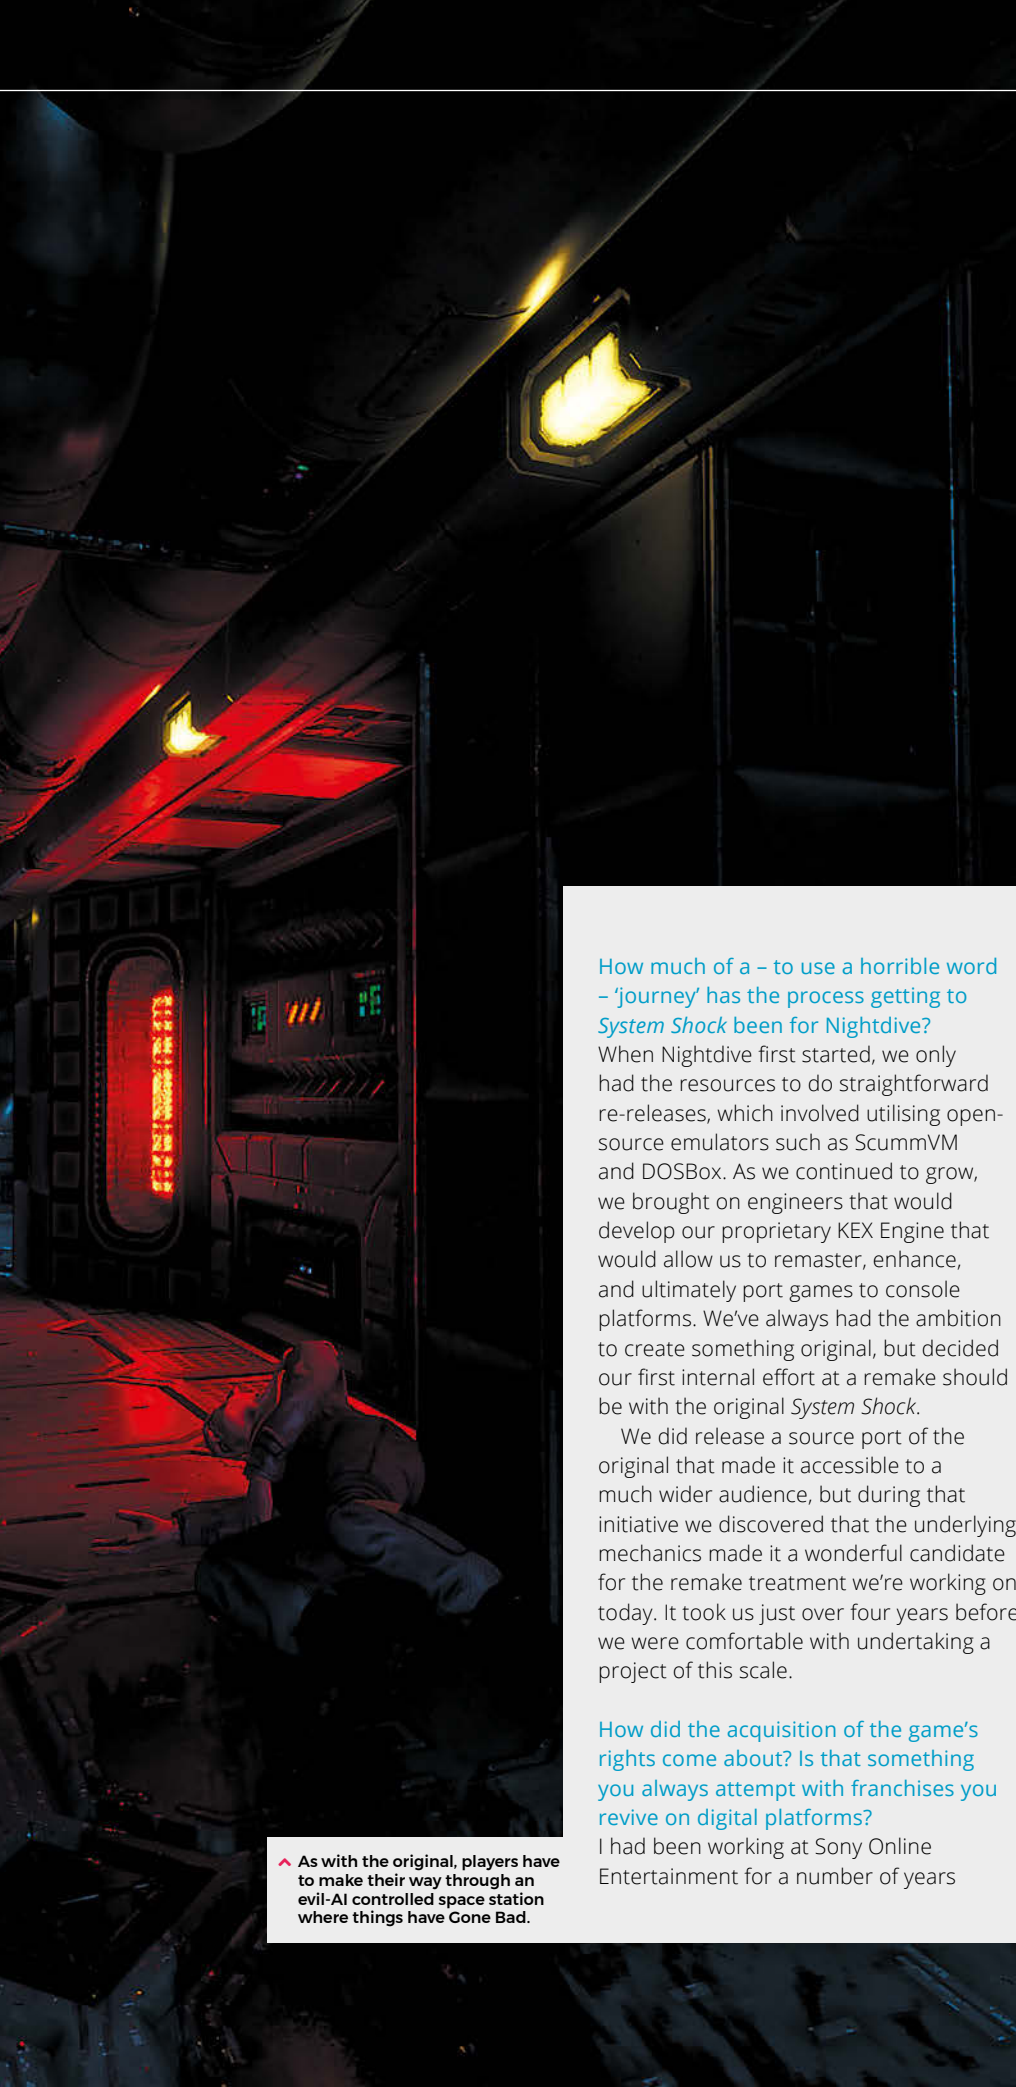 How much of a – to use a horrible word
– ‘journey’ has the process getting to
System Shock been for Nightdive?
When Nightdive first started, we only
had the resources to do straightforward
re-releases, which involved utilising open-
source emulators such as ScummVM
and DOSBox. As we continued to grow,
we brought on engineers that would
develop our proprietary KEX Engine that
would allow us to remaster, enhance,
and ultimately port games to console
platforms. We’ve always had the ambition
to create something original, but decided
our first internal effort at a remake should
be with the original System Shock.
We did release a source port of the
original that made it accessible to a
much wider audience, but during that
initiative we discovered that the underlying
mechanics made it a wonderful candidate
for the remake treatment we’re working on
today. It took us just over four years before
we were comfortable with undertaking a
project of this scale.
How did the acquisition of the game’s
rights come about? Is that something
you always attempt with franchises you
revive on digital platforms?
I had been working at Sony Online
Entertainment for a number of years
As with the original, players have
to make their way through an
evil-AI controlled space station
where things have Gone Bad.